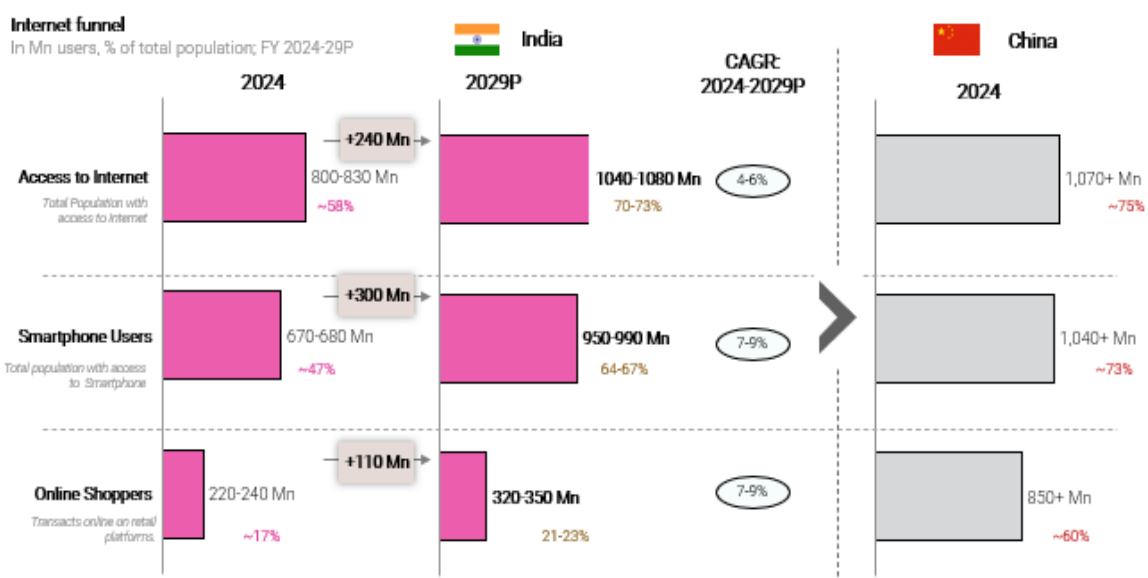 Internet funnel
In Mn users, % of total population; FY 2024-29P
India
China
2024
2029P
CAGR:
2024-2029P
2024
Access to Internet
Total Population with
access to Internet
800-830 Mn
~58%
+240 Mn
1040-1080 Mn
70-73%
4-6%
1,070+ Mn
~75%
Smartphone Users
Total population with access
to Smartphone
670-680 Mn
~47%
+300 Mn
950-990 Mn
64-67%
7-9%
1,040+ Mn
~73%
Online Shoppers
Transacts online on retail
platforms.
220-240 Mn
~17%
+110 Mn
320-350 Mn
21-23%
7-9%
850+ Mn
~60%